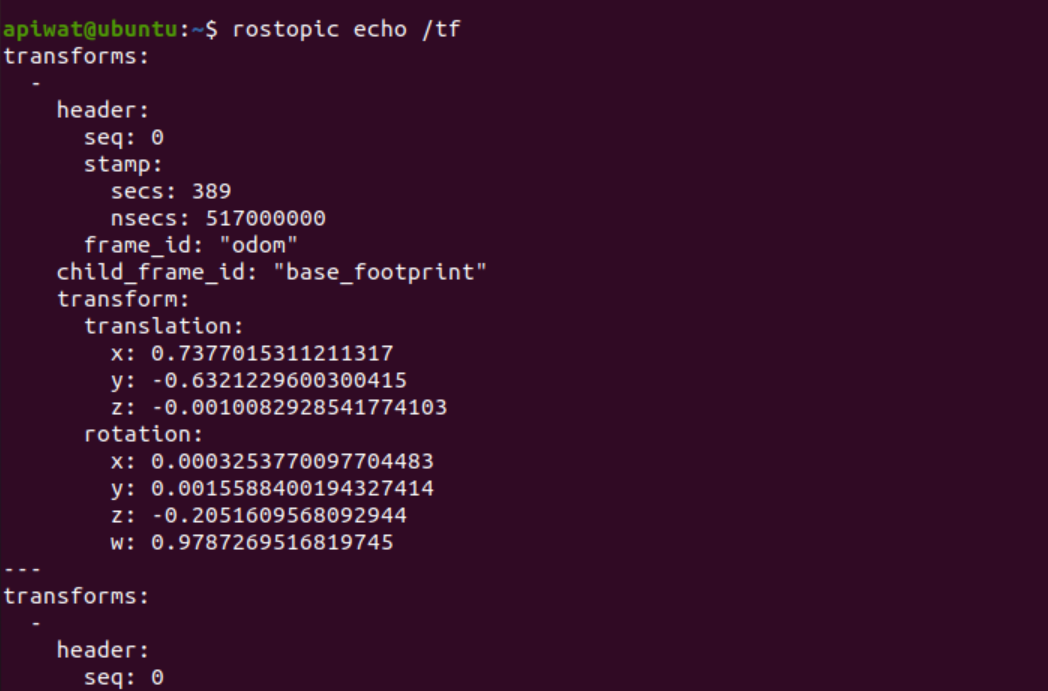 apiwat@ubuntu:~$ rostopic echo /tf
transforms:
  -
    header:
      seq: 0
      stamp:
        secs: 389
        nsecs: 517000000
      frame_id: "odom"
    child_frame_id: "base_footprint"
    transform:
      translation:
        x: 0.7377015311211317
        y: -0.6321229600300415
        z: -0.0010082928541774103
      rotation:
        x: 0.0003253770097704483
        y: 0.0015588400194327414
        z: -0.2051609568092944
        w: 0.9787269516819745
---
transforms:
  -
    header:
      seq: 0